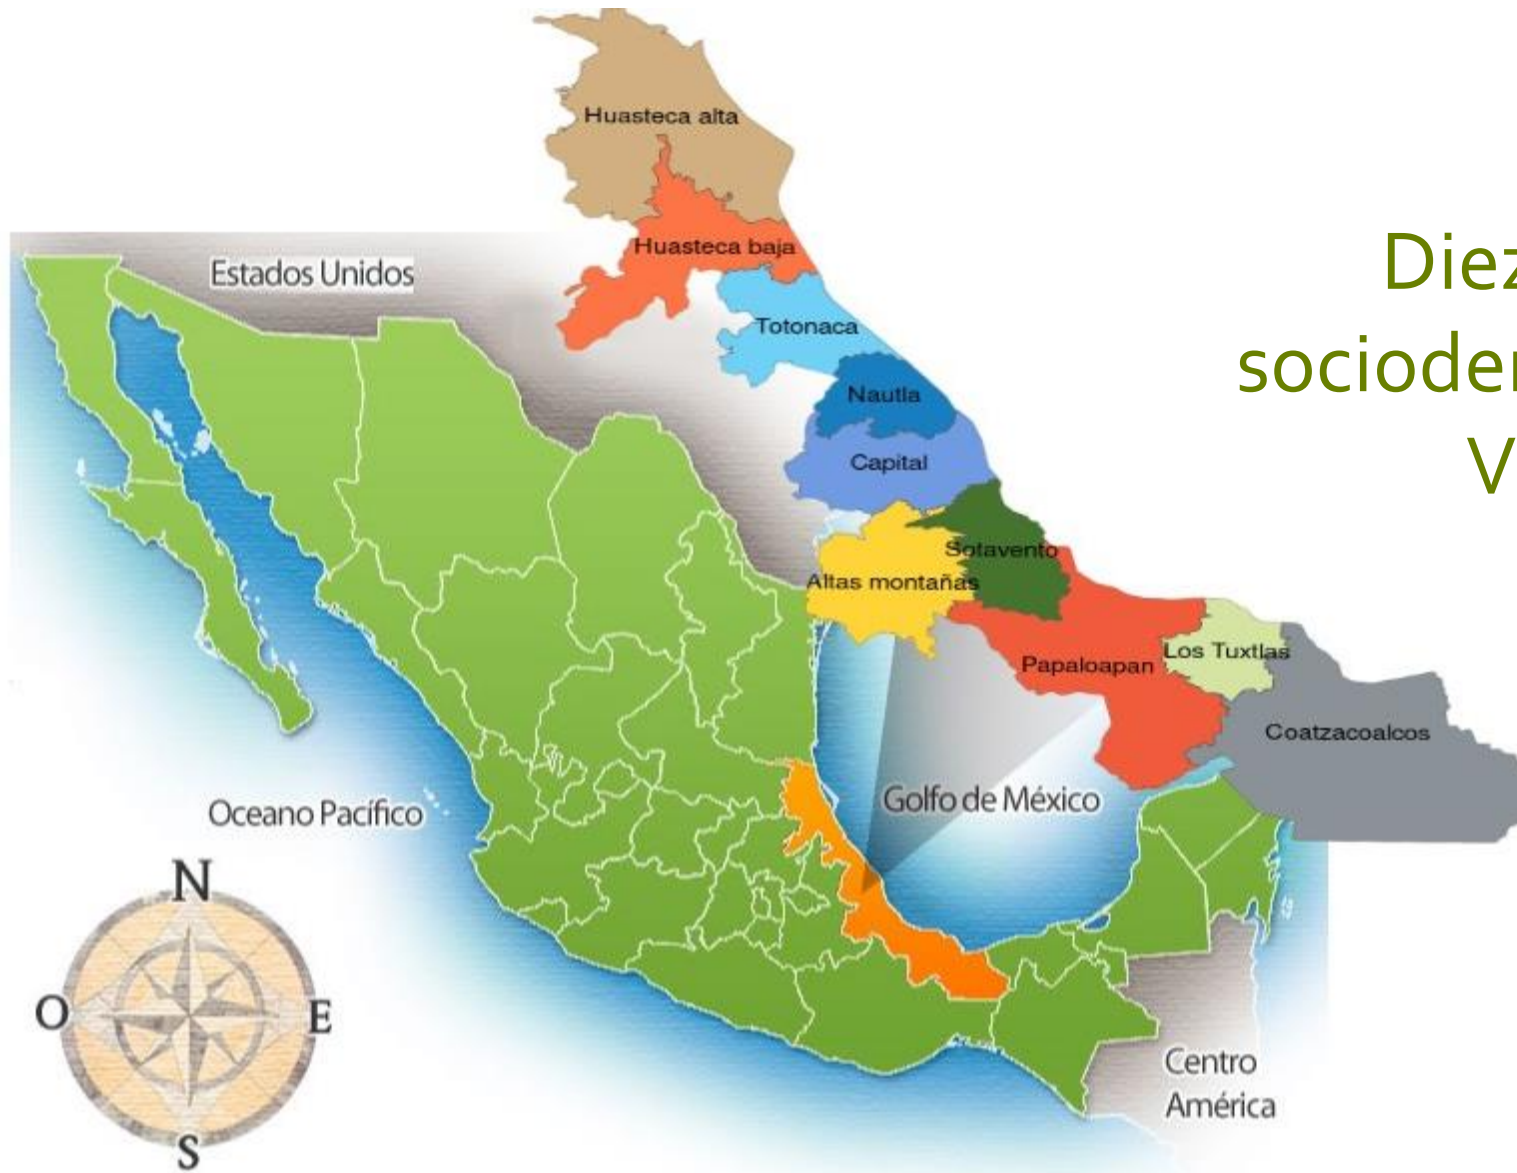 Huasteca alta
Huasteca baja
Estados Unidos
Totonaca
Nautla
Capital
Sotavento
Altas montañas
Los Tuxtlas
Papaloapan
Coatzacoalcos
Golfo de México
Oceano Pacífico
N
O
E
S
Centro
América